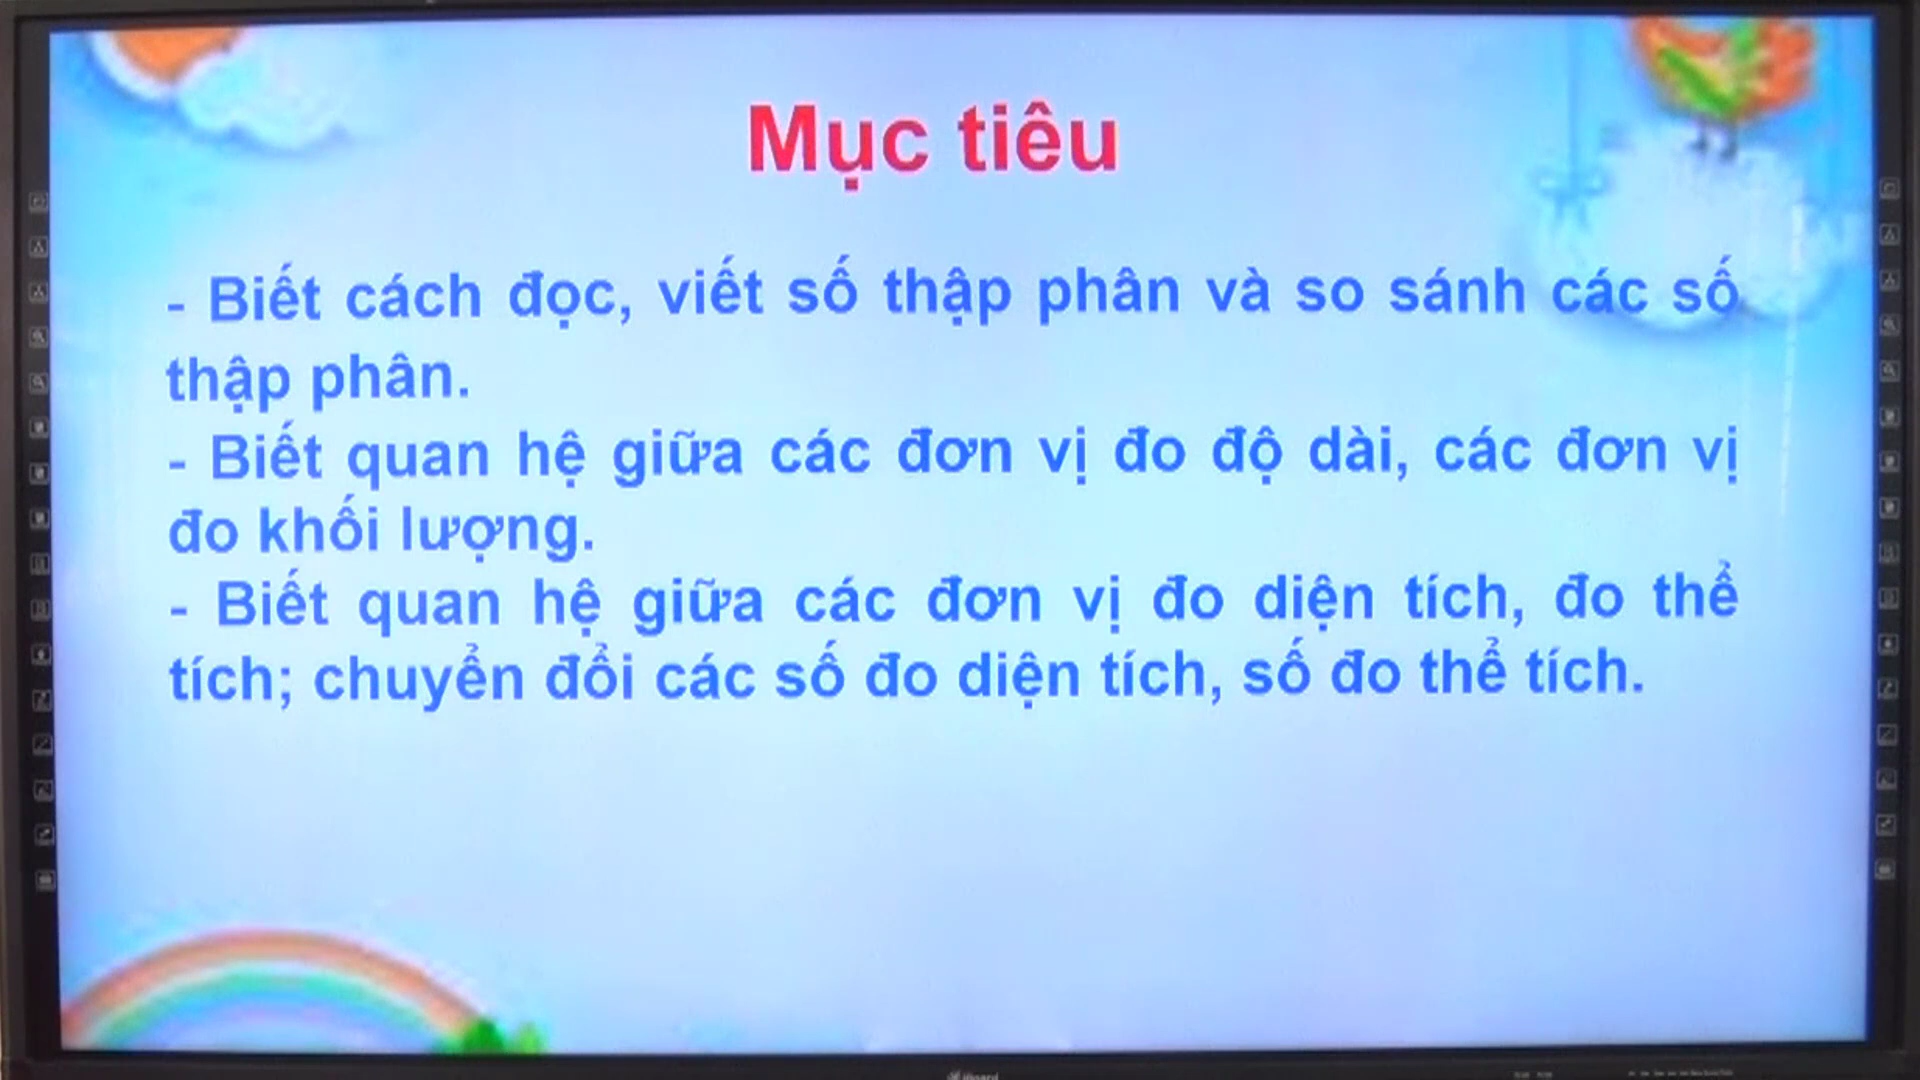 Mục tiêu
- Biết cách đọc, viết số thập phân và so sánh các số
thập phân.
- Biết quan hệ giữa các đơn vị đo độ dài, các đơn vị
đo khối lượng.
- Biết quan hệ giữa các đơn vị đo diện tích, đo thể
tích; chuyển đổi các số đo diện tích, số đo thể tích.